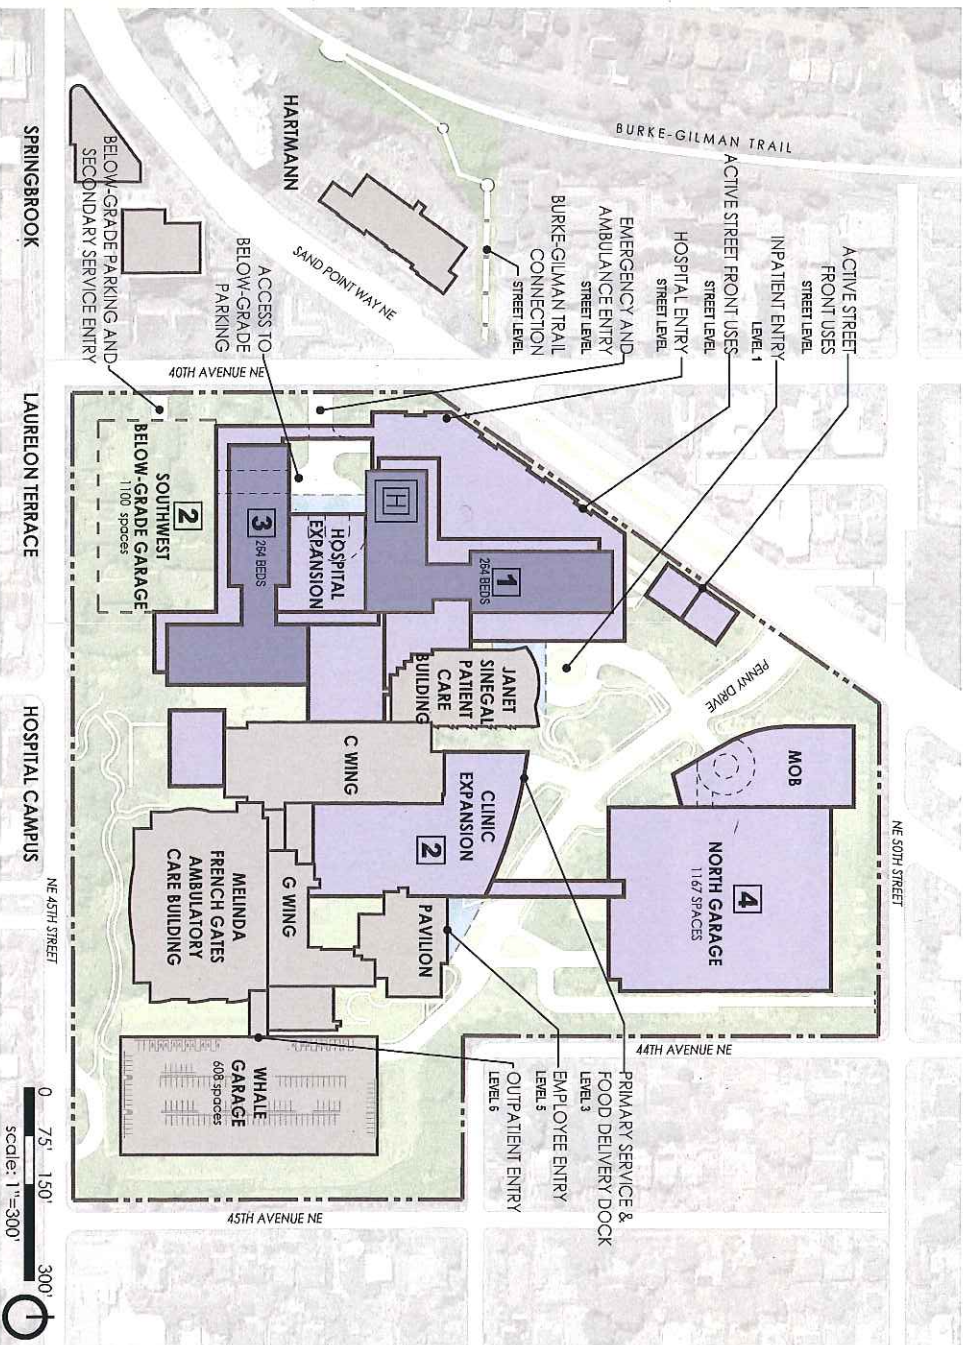 BURKE-GILMAN TRAIL
HARTMANN
SAND POINT WAY NE
SPRINGBROOK
LAURELON TERRACE
HOSPITAL CAMPUS
ACTIVE STREET
FRONT USES
STREET LEVEL
INPATIENT ENTRY
LEVEL 1
ACTIVE STREET FRONT USES
STREET LEVEL
HOSPITAL ENTRY
STREET LEVEL
EMERGENCY AND
AMBULANCE ENTRY
STREET LEVEL
BURKE-GILMAN TRAIL
CONNECTION
STREET LEVEL
ACCESS TO
BELOW-GRADE
PARKING
BELOW-GRADE PARKING AND
SECONDARY SERVICE ENTRY
40TH AVENUE NE
PENNY DRIVE
NE 50TH STREET
NE 45TH STREET
44TH AVENUE NE
45TH AVENUE NE
H
1
264 BEDS
3
264 BEDS
HOSPITAL
EXPANSION
2
SOUTHWEST
BELOW-GRADE GARAGE
1100 spaces
JANET
SINEGAL
PATIENT
CARE
BUILDING
C WING
CLINIC
EXPANSION
2
MOB
4
NORTH GARAGE
1167 SPACES
PAVILION
G WING
MELINDA
FRENCH GATES
AMBULATORY
CARE BUILDING
WHALE
GARAGE
608 spaces
PRIMARY SERVICE &
FOOD DELIVERY DOCK
LEVEL 3
EMPLOYEE ENTRY
LEVEL 5
OUTPATIENT ENTRY
LEVEL 6
0 75' 150' 300'
scale: 1"=300'